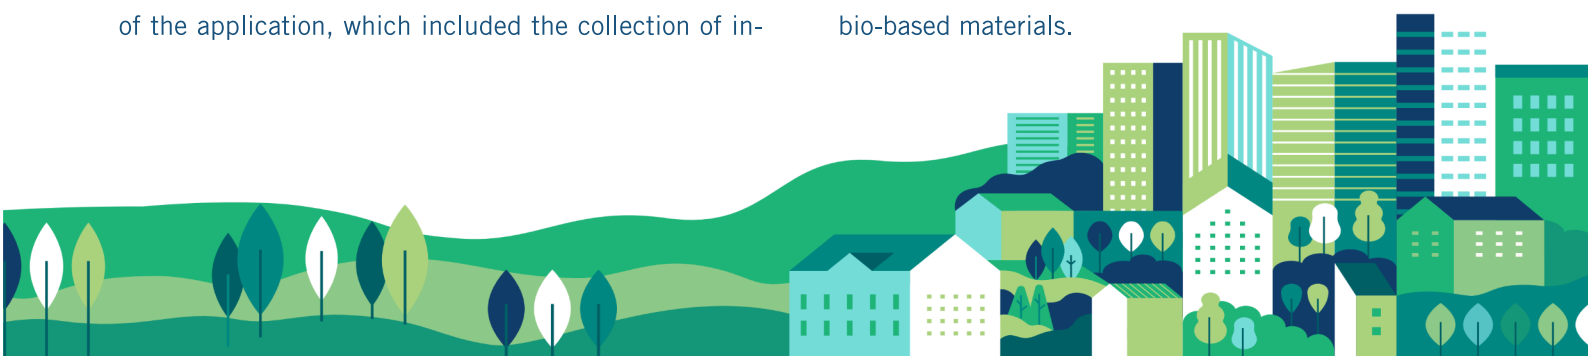 of the application, which included the collection of in-
bio-based materials.